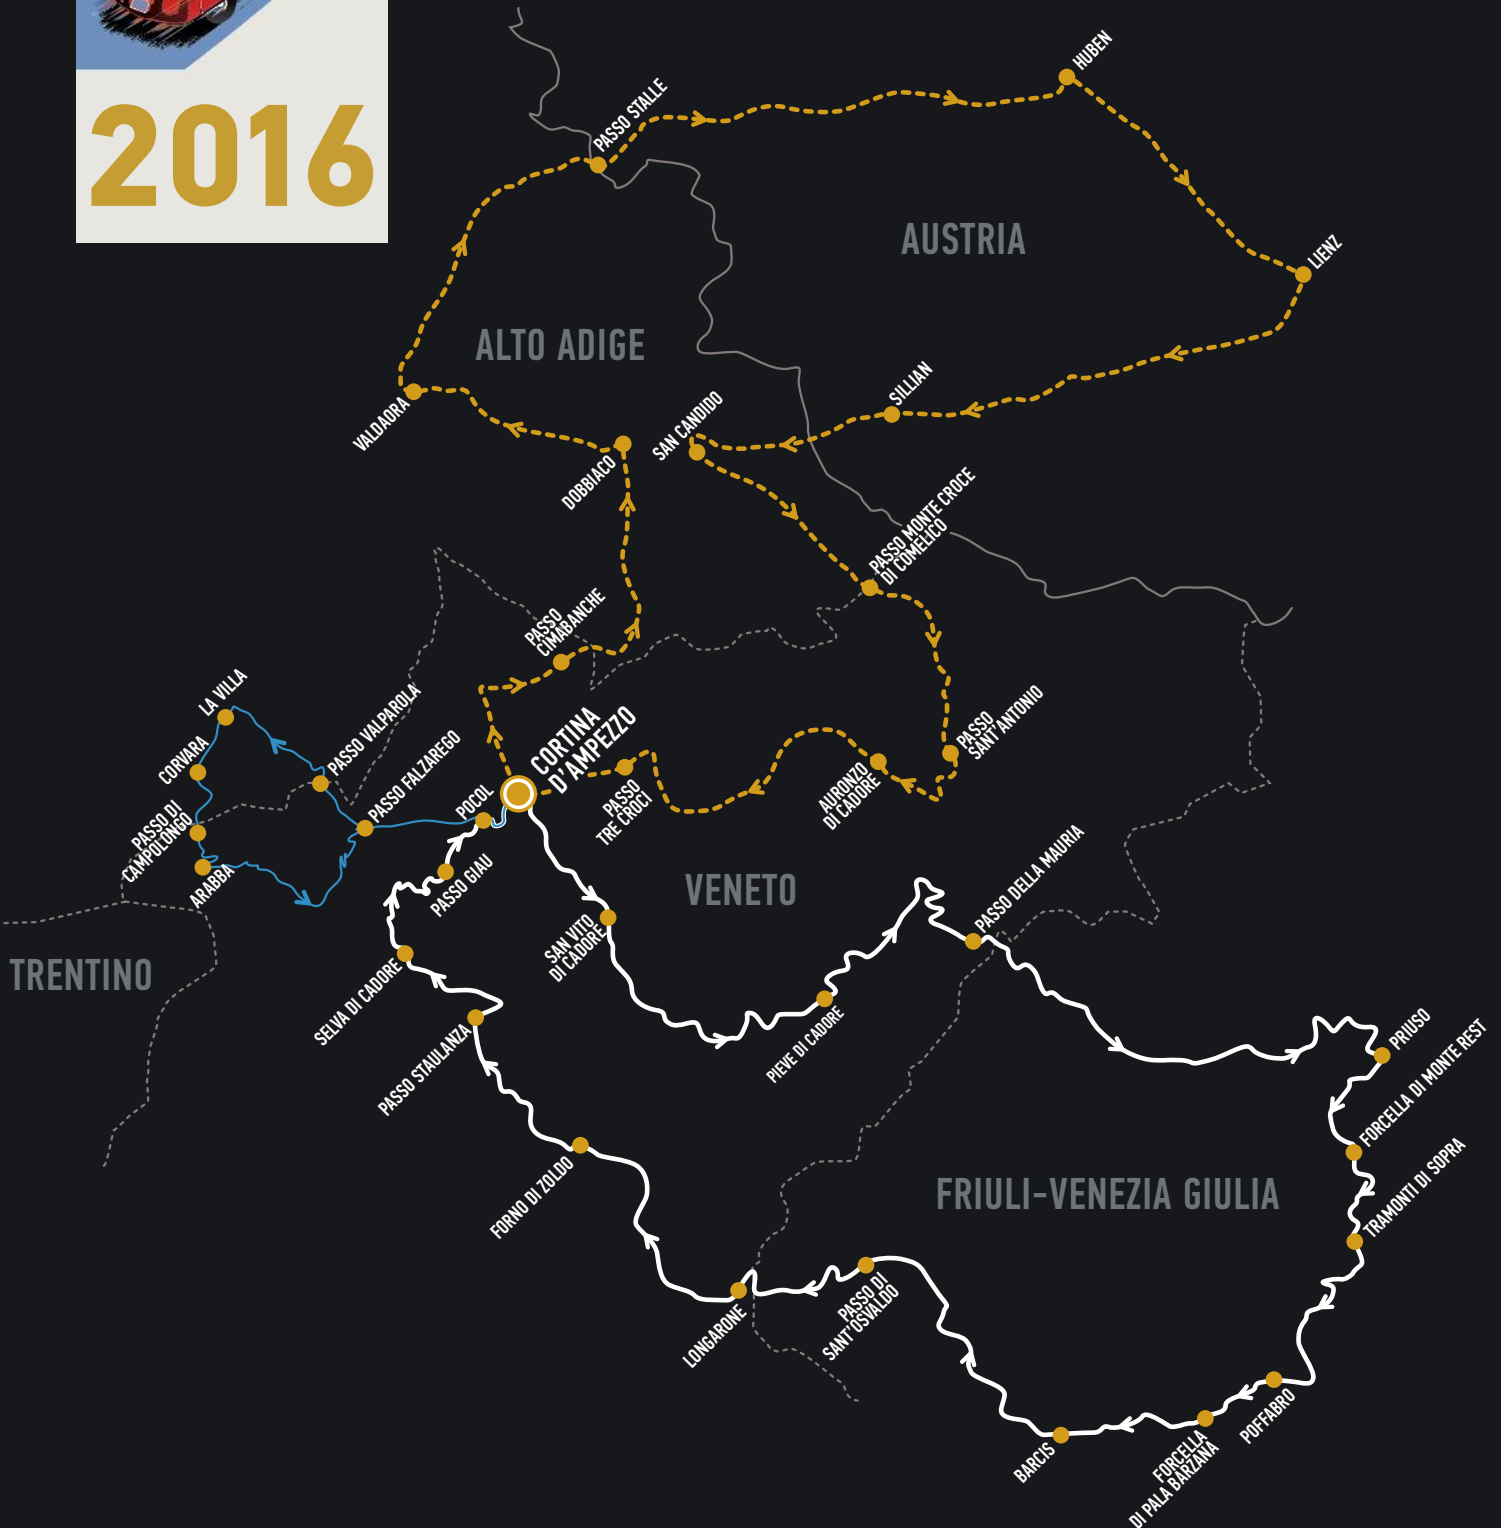 2016
HUBEN
PASSO STALLE
AUSTRIA
LIENZ
ALTO ADIGE
SILLIAN
VALDAORA
SAN CANDIDO
DOBBIACO
PASSO MONTE CROCE
DI COMELICO
PASSO
CIMABANCHE
LA VILLA
PASSO VALPAROLA
CORVARA
PASSO FALZAREGO
CORTINA
D'AMPEZZO
PASSO
SANT'ANTONIO
POCOL
PASSO
TRE CROCI
AURONZO
DI CADORE
PASSO DI
CAMPOLONGO
ARABBA
PASSO GIAU
VENETO
PASSO DELLA MAURIA
SAN VITO
DI CADORE
TRENTINO
SELVA DI CADORE
PIEVE DI CADORE
PASSO STAULANZA
PRIUSO
FORCELLA DI MONTE REST
FORNO DI ZOLDO
FRIULI-VENEZIA GIULIA
TRAMONTI DI SOPRA
LONGARONE
PASSO DI
SANT'OSVALDO
POFFABRO
BARCIS
FORCELLA
DI PALA BARZANA